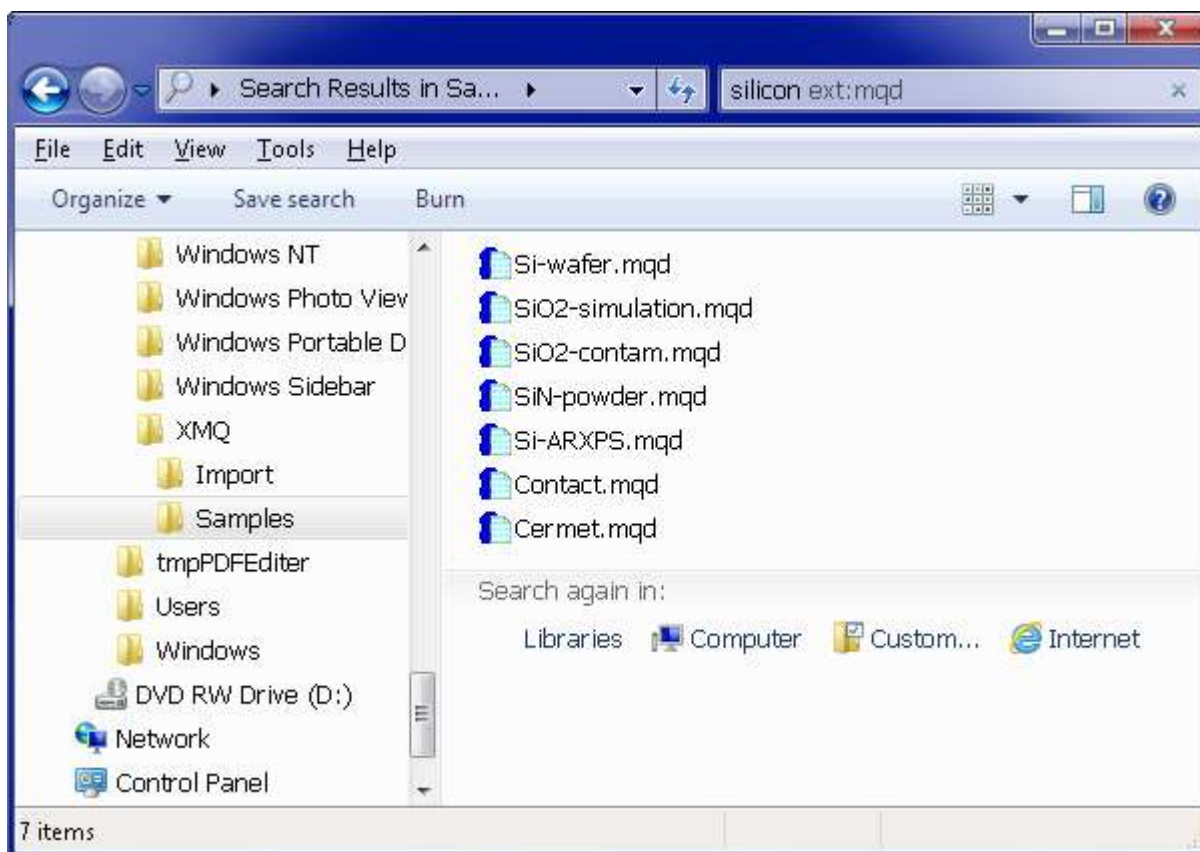 Search Results in Sa...
silicon ext:mqd
File Edit View Tools Help
Organize Save search Burn
Windows NT
Windows Photo View
Windows Portable D
Windows Sidebar
XMQ
Import
Samples
tmpPDFEditer
Users
Windows
DVD RW Drive (D:)
Network
Control Panel
Si-wafer.mqd
SiO2-simulation.mqd
SiO2-contam.mqd
SiN-powder.mqd
Si-ARXPS.mqd
Contact.mqd
Cermet.mqd
Search again in:
Libraries Computer Custom... Internet
7 items